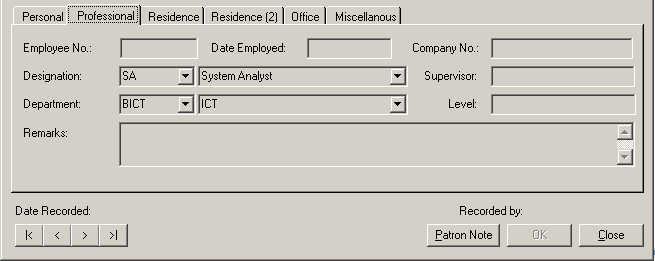 Personal Professional Residence Residence (2) Office Miscellanous
Employee No.: Date Employed: Company No.:
Designation: SA System Analyst Supervisor:
Department: BICT ICT Level:
Remarks:
Date Recorded: Recorded by:
|< < > >| Patron Note OK Close